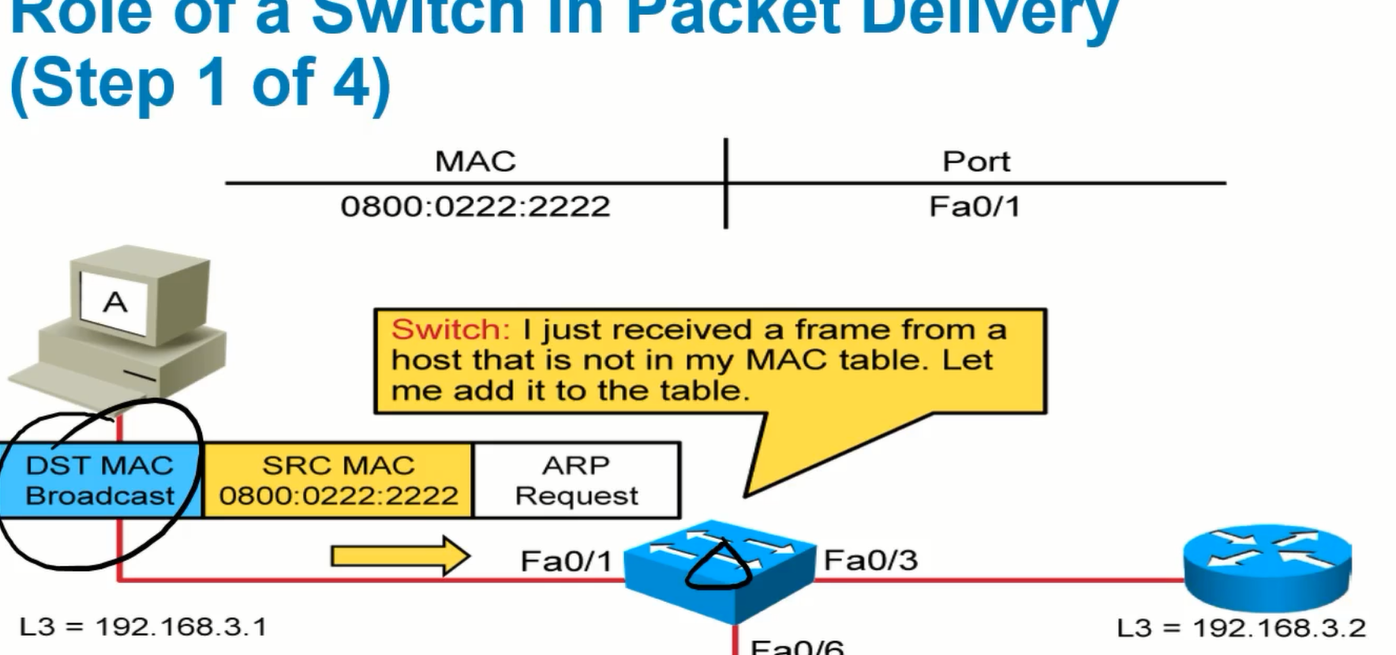 Role of a Switch in Packet Delivery
(Step 1 of 4)
MAC Port
0800:0222:2222 Fa0/1
A
Switch: I just received a frame from a
host that is not in my MAC table. Let
me add it to the table.
DST MAC SRC MAC ARP
Broadcast 0800:0222:2222 Request
Fa0/1 Fa0/3
L3 = 192.168.3.1 L3 = 192.168.3.2
Fa0/6